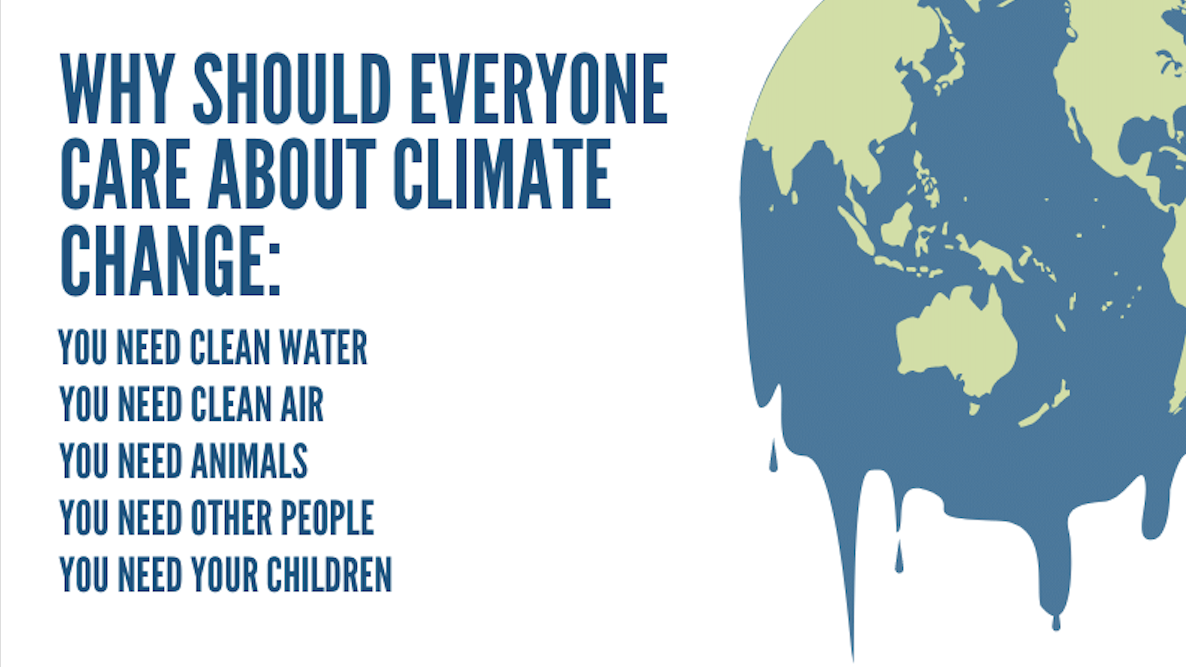 WHY SHOULD EVERYONE
CARE ABOUT CLIMATE
CHANGE:
YOU NEED CLEAN WATER
YOU NEED CLEAN AIR
YOU NEED ANIMALS
YOU NEED OTHER PEOPLE
YOU NEED YOUR CHILDREN